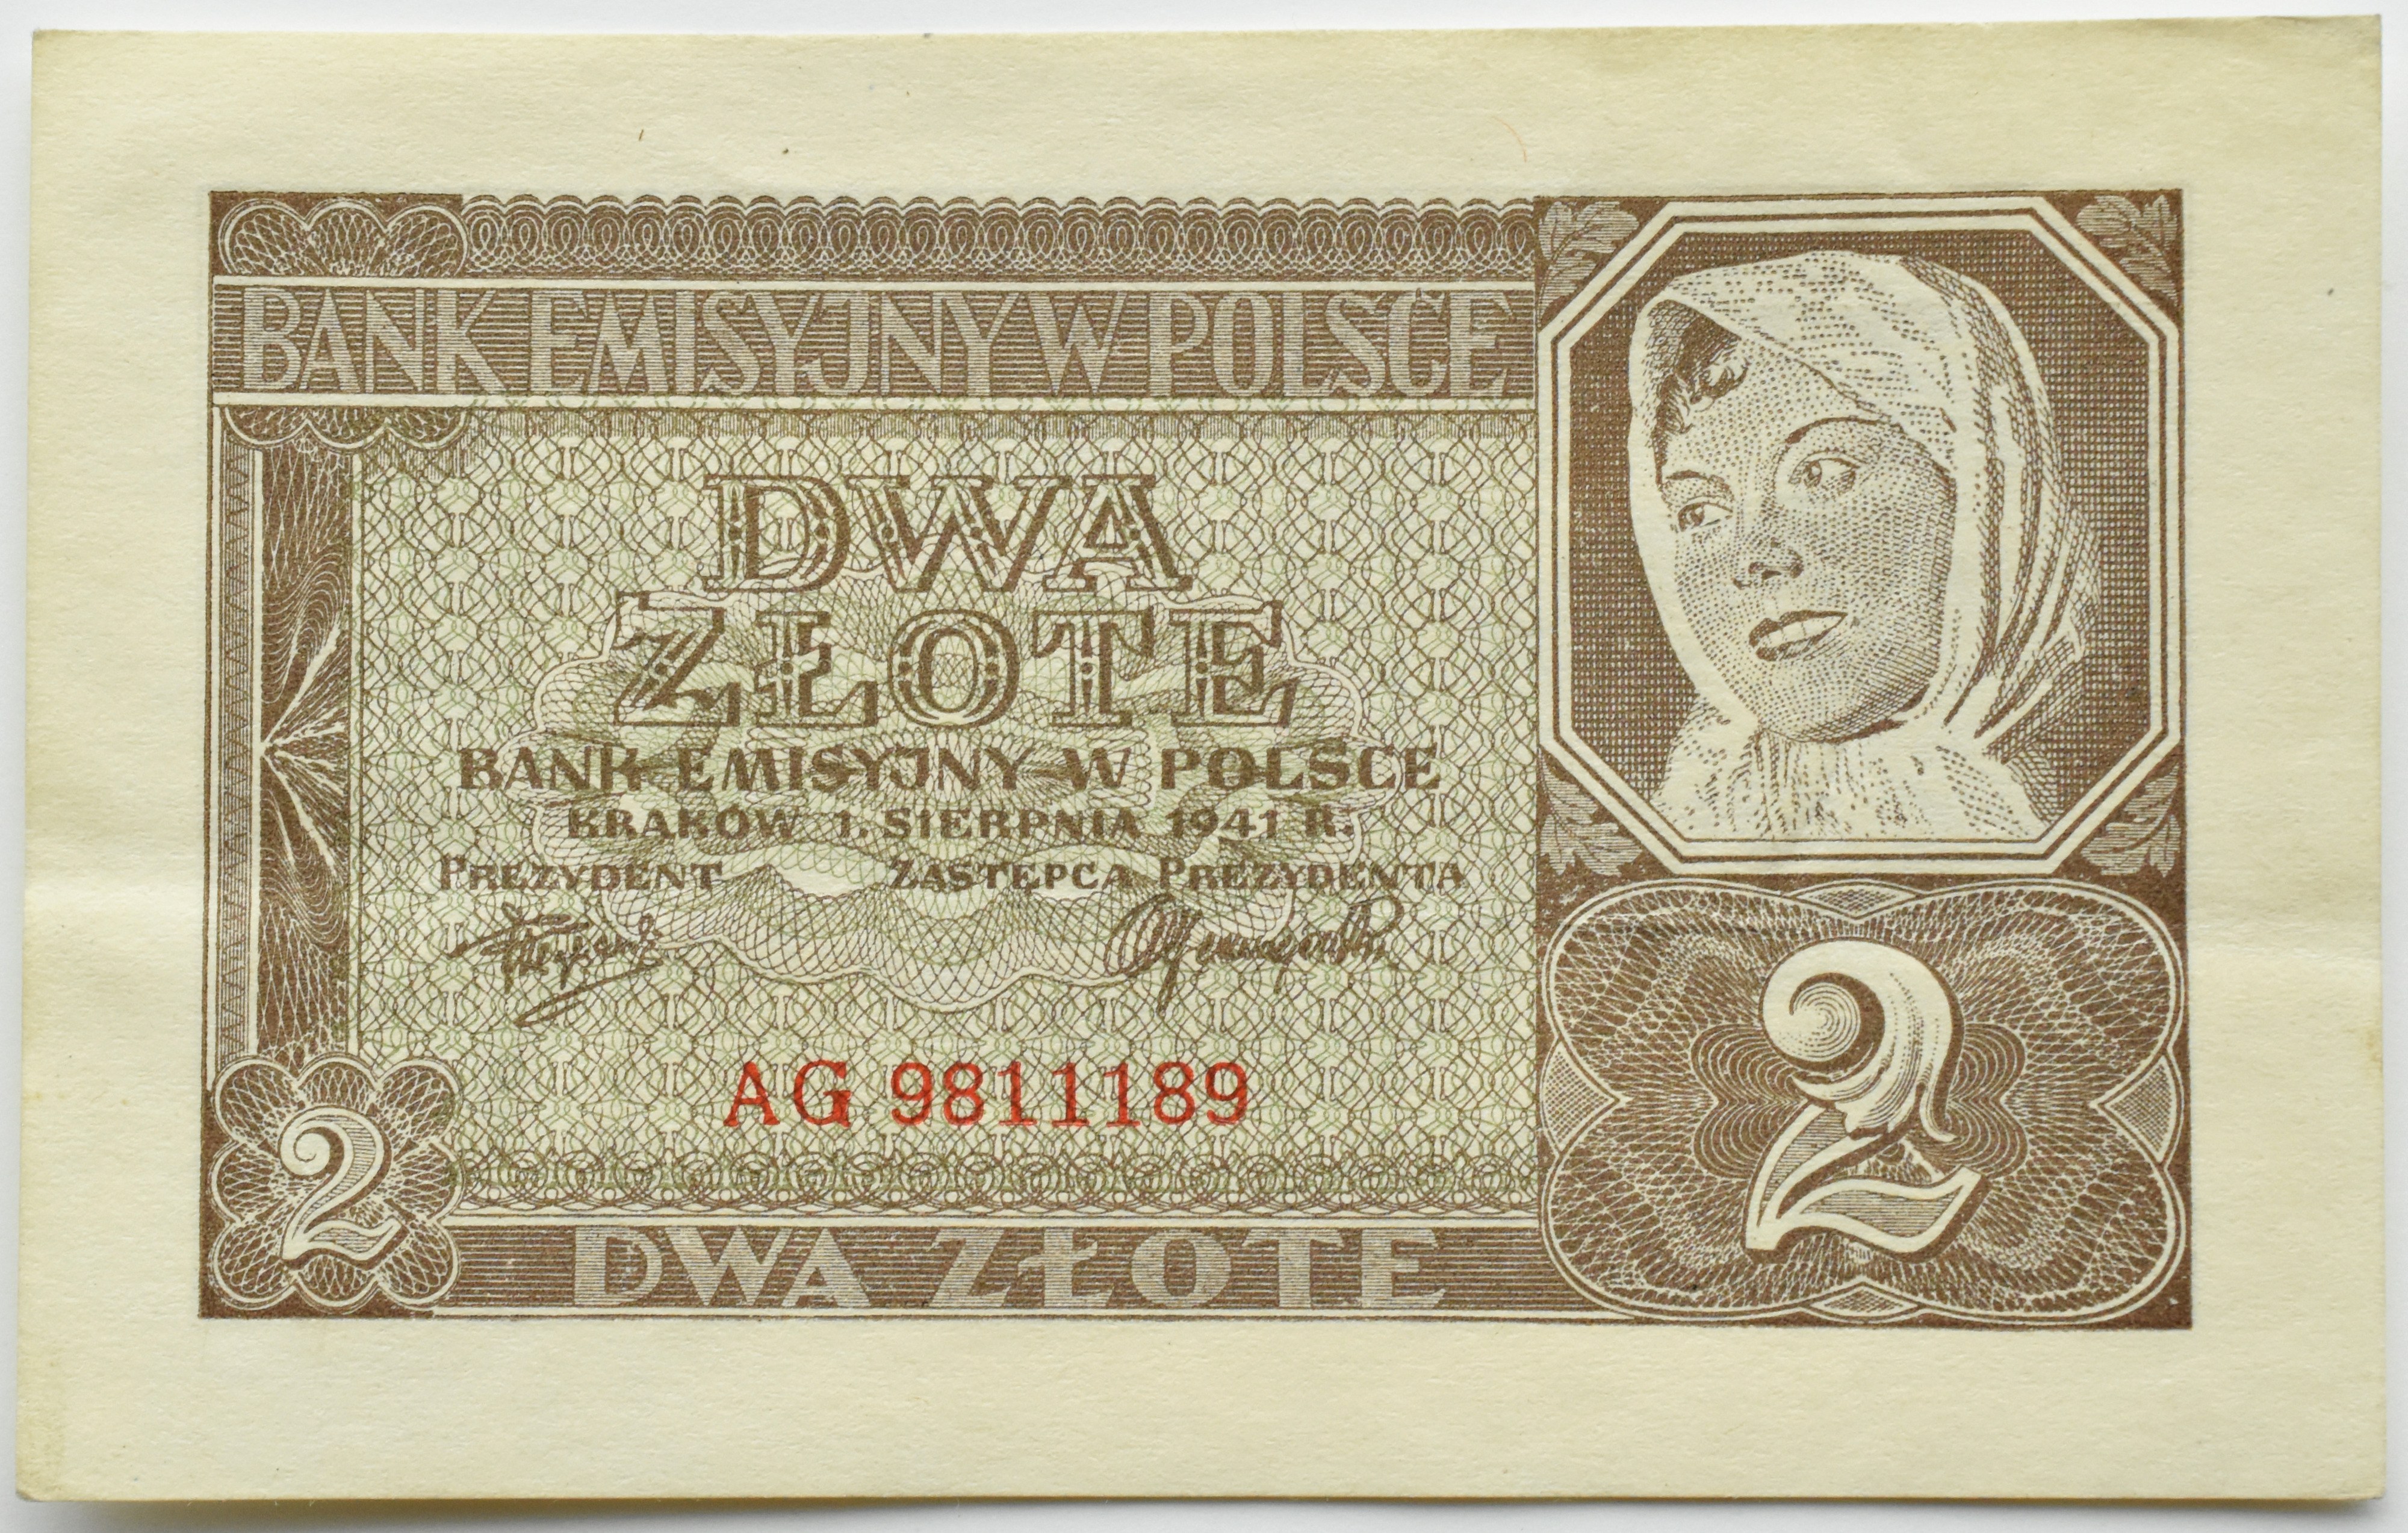 BANK EMISYJNY W POLSCE
DWA
ZŁOTE
BANK EMISYJNY W POLSCE
KRAKÓW 1. SIERPNIA 1941 R.
PREZYDENT ZASTĘPCA PREZYDENTA
AG 9811189
2
2
DWA ZŁOTE